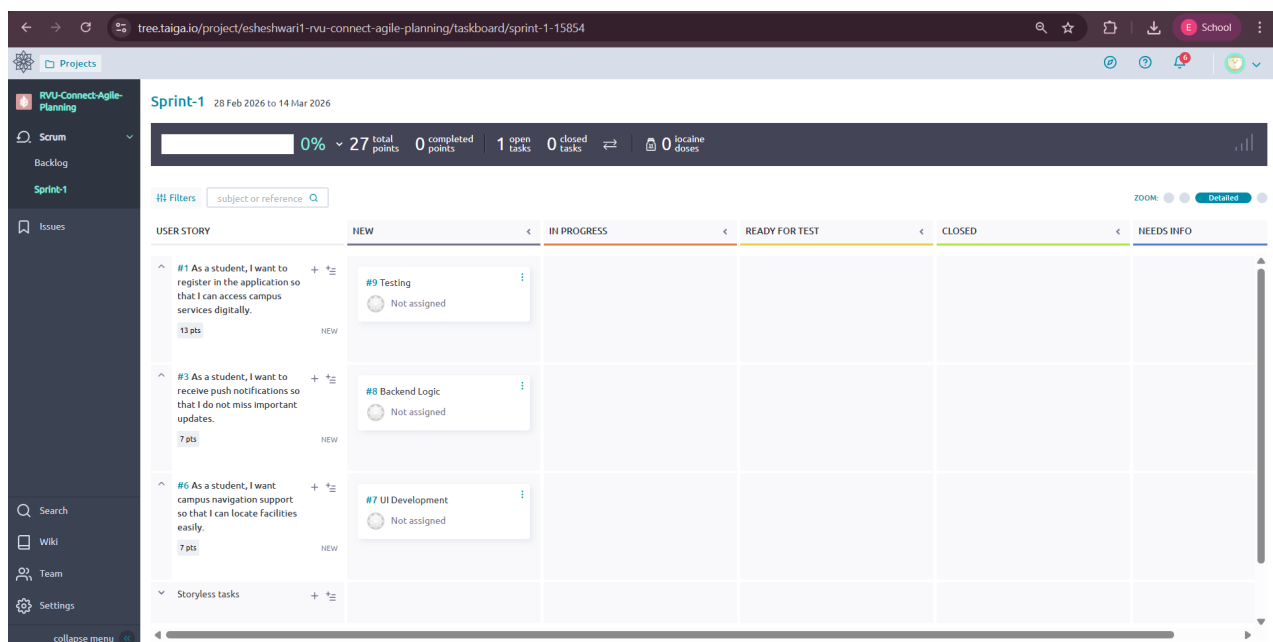 tree.taiga.io/project/esheshwari1-rvu-connect-agile-planning/taskboard/sprint-1-15854
E School
Projects
6
RVU-Connect-Agile-
Planning
Scrum
Backlog
Sprint-1
Issues
Search
Wiki
Team
Settings
collapse menu
Sprint-1 28 Feb 2026 to 14 Mar 2026
0% 27 total points 0 completed points 1 open tasks 0 closed tasks 0 iocaine doses
Filters subject or reference
ZOOM: Detailed
USER STORY NEW IN PROGRESS READY FOR TEST CLOSED NEEDS INFO
#1 As a student, I want to
register in the application so
that I can access campus
services digitally.
13 pts NEW
#9 Testing
Not assigned
#3 As a student, I want to
receive push notifications so
that I do not miss important
updates.
7 pts NEW
#8 Backend Logic
Not assigned
#6 As a student, I want
campus navigation support
so that I can locate facilities
easily.
7 pts NEW
#7 UI Development
Not assigned
Storyless tasks